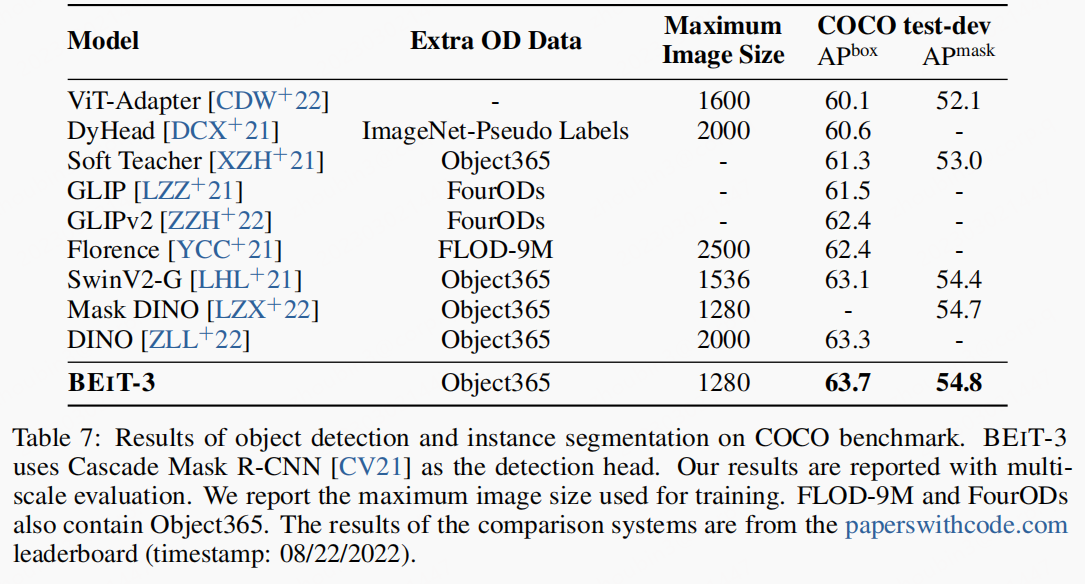 Model Extra OD Data Maximum Image Size COCO test-dev
AP^box AP^mask
ViT-Adapter [CDW+22] - 1600 60.1 52.1
DyHead [DCX+21] ImageNet-Pseudo Labels 2000 60.6 -
Soft Teacher [XZH+21] Object365 - 61.3 53.0
GLIP [LZZ+21] FourODs - 61.5 -
GLIPv2 [ZZH+22] FourODs - 62.4 -
Florence [YCC+21] FLOD-9M 2500 62.4 -
SwinV2-G [LHL+21] Object365 1536 63.1 54.4
Mask DINO [LZX+22] Object365 1280 - 54.7
DINO [ZLL+22] Object365 2000 63.3 -
BEIT-3 Object365 1280 63.7 54.8
Table 7: Results of object detection and instance segmentation on COCO benchmark. BEIT-3
uses Cascade Mask R-CNN [CV21] as the detection head. Our results are reported with multi-
scale evaluation. We report the maximum image size used for training. FLOD-9M and FourODs
also contain Object365. The results of the comparison systems are from the paperswithcode.com
leaderboard (timestamp: 08/22/2022).